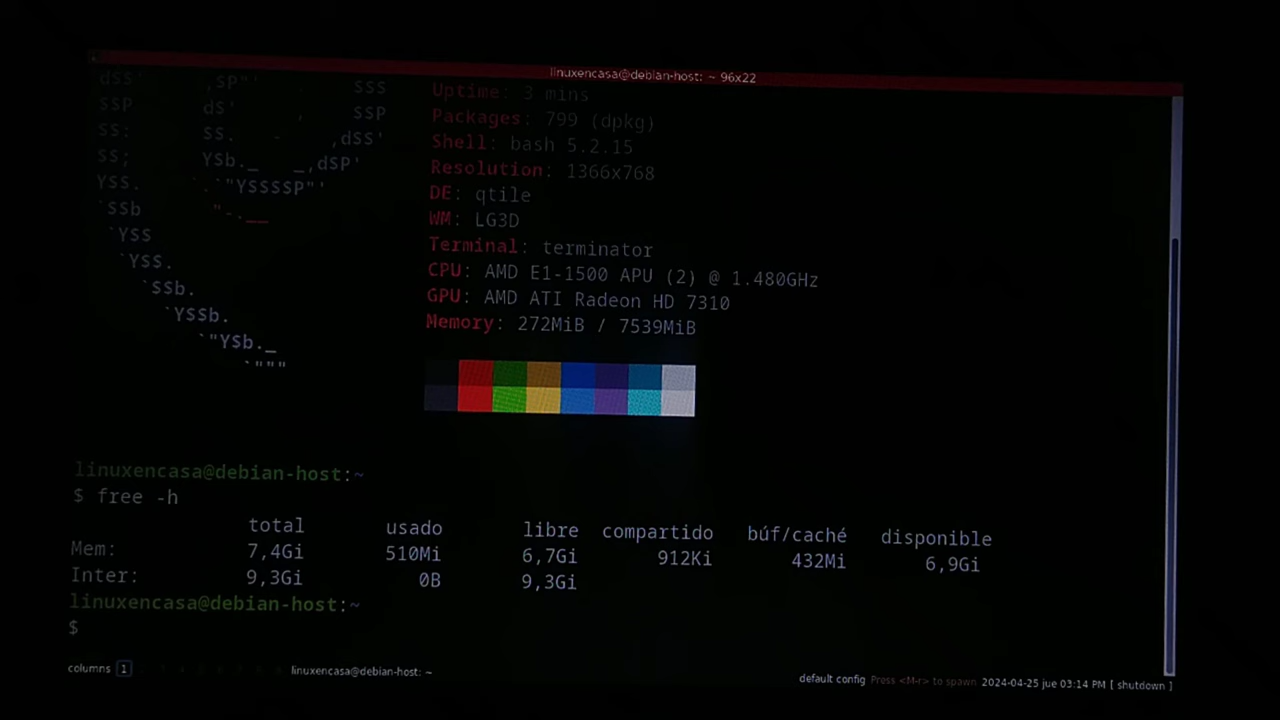 linuxencasa@debian-host: ~ 96x22
Uptime: 3 mins
Packages: 799 (dpkg)
Shell: bash 5.2.15
Resolution: 1366x768
DE: qtile
WM: LG3D
Terminal: terminator
CPU: AMD E1-1500 APU (2) @ 1.480GHz
GPU: AMD ATI Radeon HD 7310
Memory: 272MiB / 7539MiB
linuxencasa@debian-host:~
$ free -h
total usado libre compartido búf/caché disponible
Mem: 7,4Gi 510Mi 6,7Gi 912Ki 432Mi 6,9Gi
Inter: 9,3Gi 0B 9,3Gi
linuxencasa@debian-host:~
$
columns 1 linuxencasa@debian-host: ~ default config Press <M-r> to spawn 2024-04-25 jue 03:14 PM [ shutdown ]